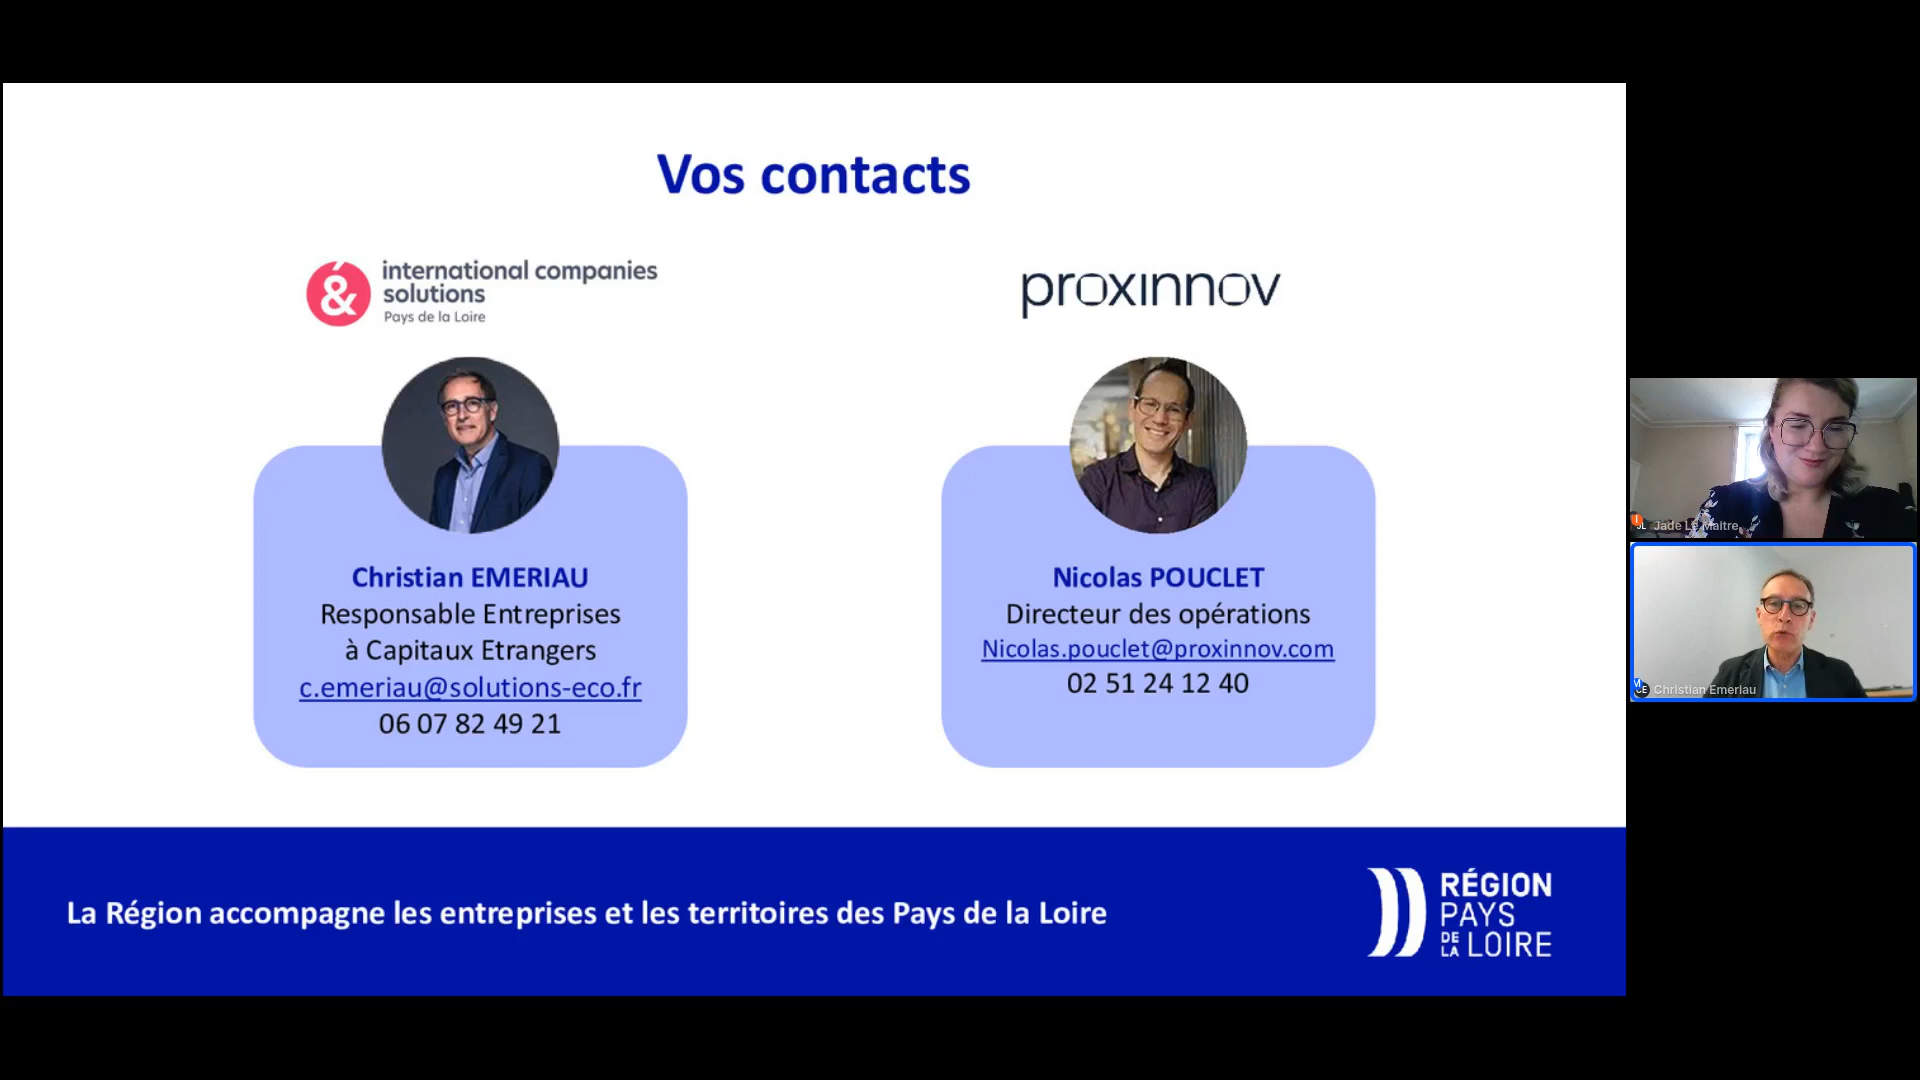 Vos contacts
& international companies
solutions
Pays de la Loire
proxinnov
Christian EMERIAU
Responsable Entreprises
à Capitaux Etrangers
c.emeriau@solutions-eco.fr
06 07 82 49 21
Nicolas POUCLET
Directeur des opérations
Nicolas.pouclet@proxinnov.com
02 51 24 12 40
La Région accompagne les entreprises et les territoires des Pays de la Loire
RÉGION
PAYS
DE LA LOIRE
JL Jade Le Maitre
CE Christian Emeriau